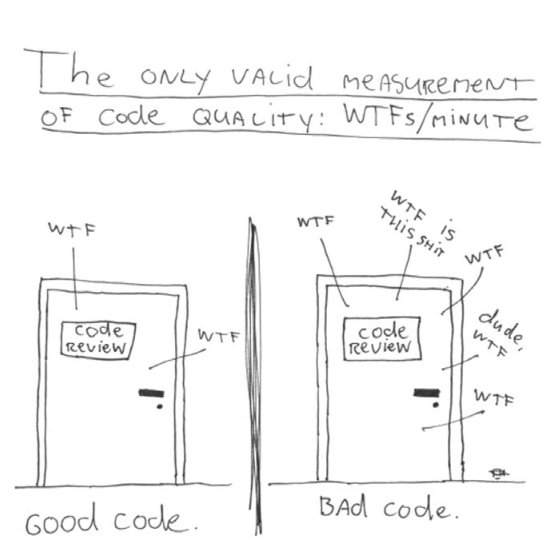 The ONLY VALiD MEASUREMENT
OF Code QUALITY: WTFs/MiNUTE
WTF
WTF
Code
REViEW
GOOD Code.
WTF
WTF iS
THiS SHiT
WTF
dude,
WTF
WTF
Code
REViEW
BAd Code.